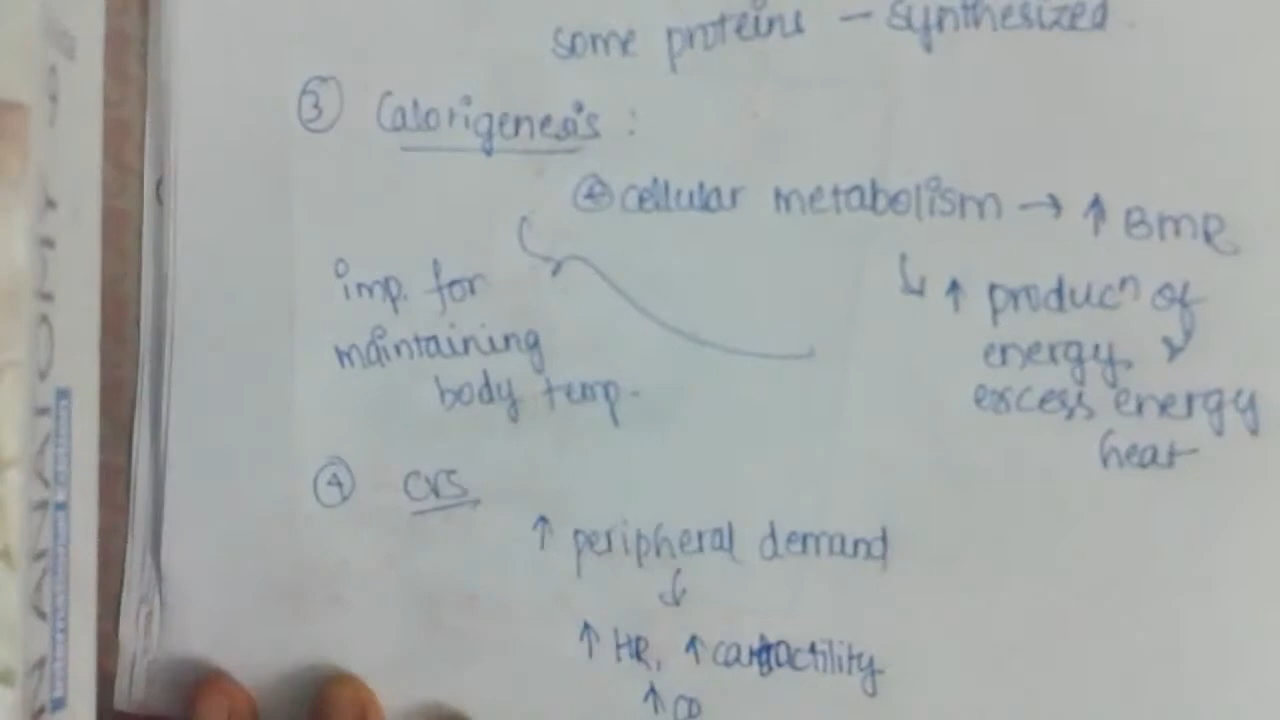 some proteins - synthesized.
③ Calorigenesis :
⊕ cellular metabolism → ↑ BMR
↳ ↑ producⁿ of
energy ↙
excess energy
heat
imp. for
maintaining
body temp.
④ CVS
↑ peripheral demand
↓
↑ HR, ↑ contractility
↑ CO
ANATOMY